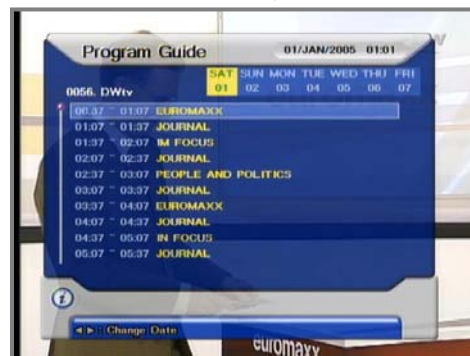 Program Guide
01/JAN/2005 01:01
SAT SUN MON TUE WED THU FRI
0056. DWtv
01 02 03 04 05 06 07
00:37 ~ 01:07 EUROMAXX
01:07 ~ 01:37 JOURNAL
01:37 ~ 02:07 IM FOCUS
02:07 ~ 02:37 JOURNAL
02:37 ~ 03:07 PEOPLE AND POLITICS
03:07 ~ 03:37 JOURNAL
03:37 ~ 04:07 EUROMAXX
04:07 ~ 04:37 JOURNAL
04:37 ~ 05:07 IN FOCUS
05:07 ~ 05:37 JOURNAL
i
◄ ► : Change Date
euromaxx